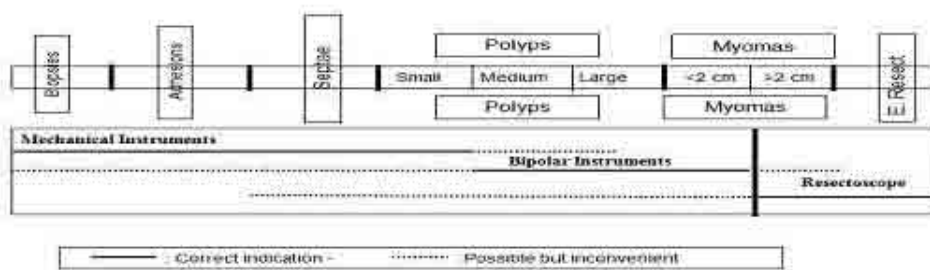 Biopsies
Adhesions
Septae
Polyps
Small Medium Large
Polyps
Myomas
<2 cm >2 cm
Myomas
E. Resect
Mechanical Instruments
Bipolar Instruments
Resectoscope
Correct indication -
Possible but inconvenient